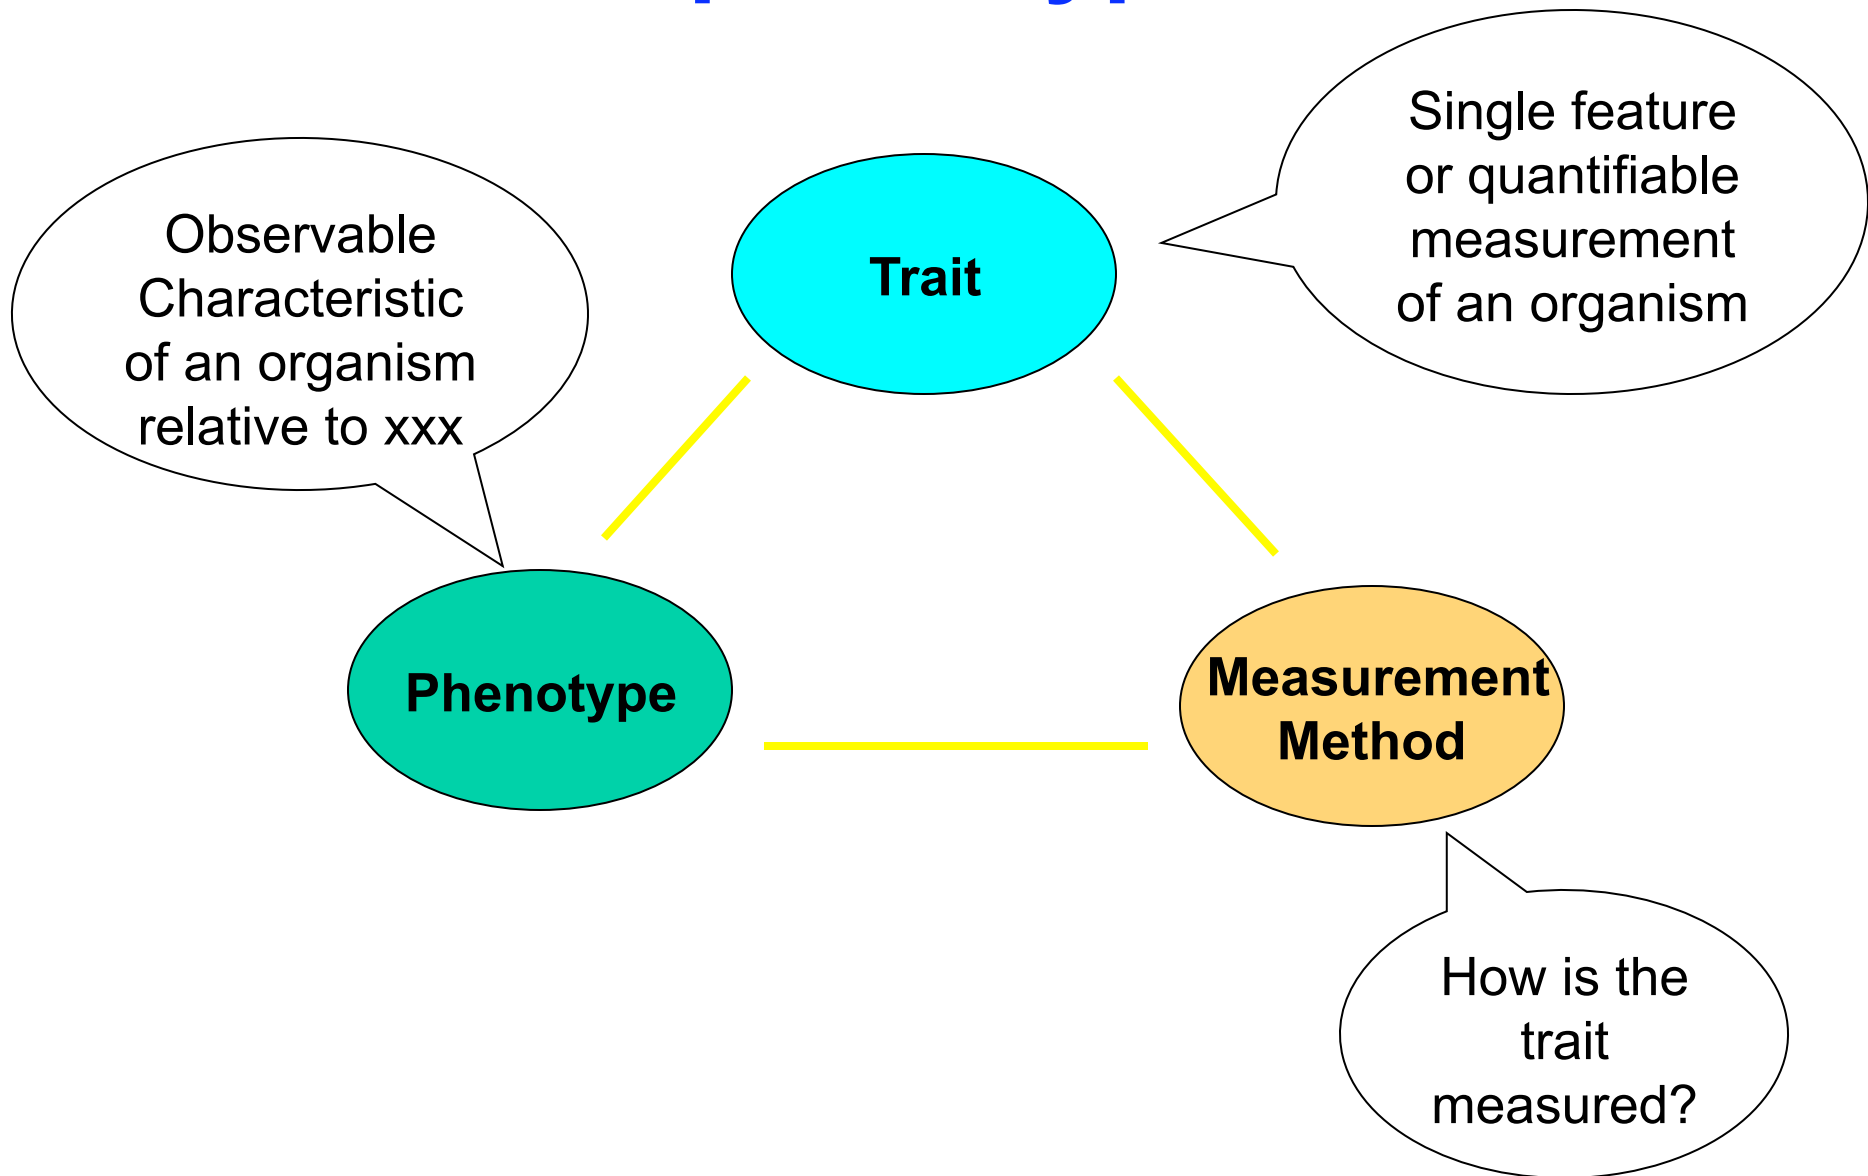 Single feature
or quantifiable
measurement
of an organism
Observable
Characteristic
of an organism
relative to xxx
Trait
Phenotype
Measurement
Method
How is the
trait
measured?